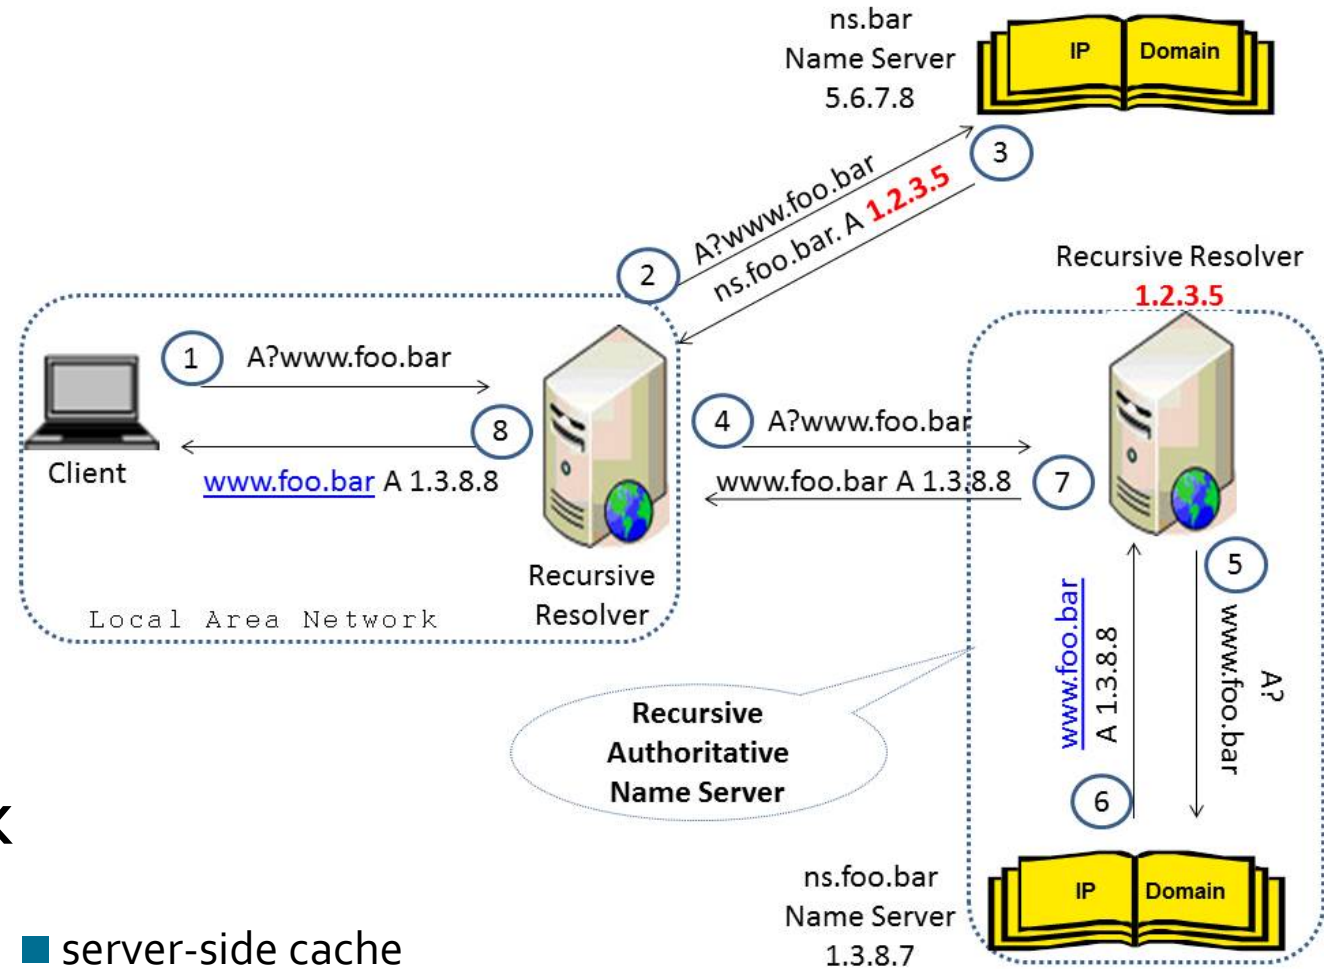 ns.bar
Name Server
5.6.7.8
IP
Domain
3
A?www.foo.bar
ns.foo.bar. A 1.2.3.5
2
Recursive Resolver
1.2.3.5
1
A?www.foo.bar
8
www.foo.bar A 1.3.8.8
Client
4
A?www.foo.bar
www.foo.bar A 1.3.8.8
7
Recursive
Resolver
Local Area Network
5
A?
www.foo.bar
www.foo.bar
A 1.3.8.8
6
Recursive
Authoritative
Name Server
k
ns.foo.bar
Name Server
1.3.8.7
IP
Domain
server-side cache